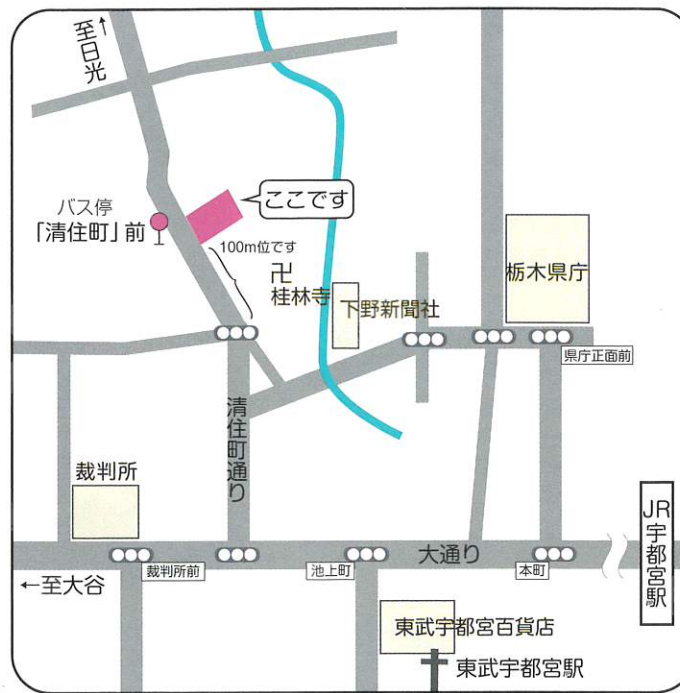 ↑
至日光
バス停
「清住町」前
ここです
100m位です
卍
桂林寺
下野新聞社
栃木県庁
県庁正面前
清住町通り
裁判所
JR宇都宮駅
大通り
裁判所前
池上町
本町
←至大谷
東武宇都宮百貨店
東武宇都宮駅